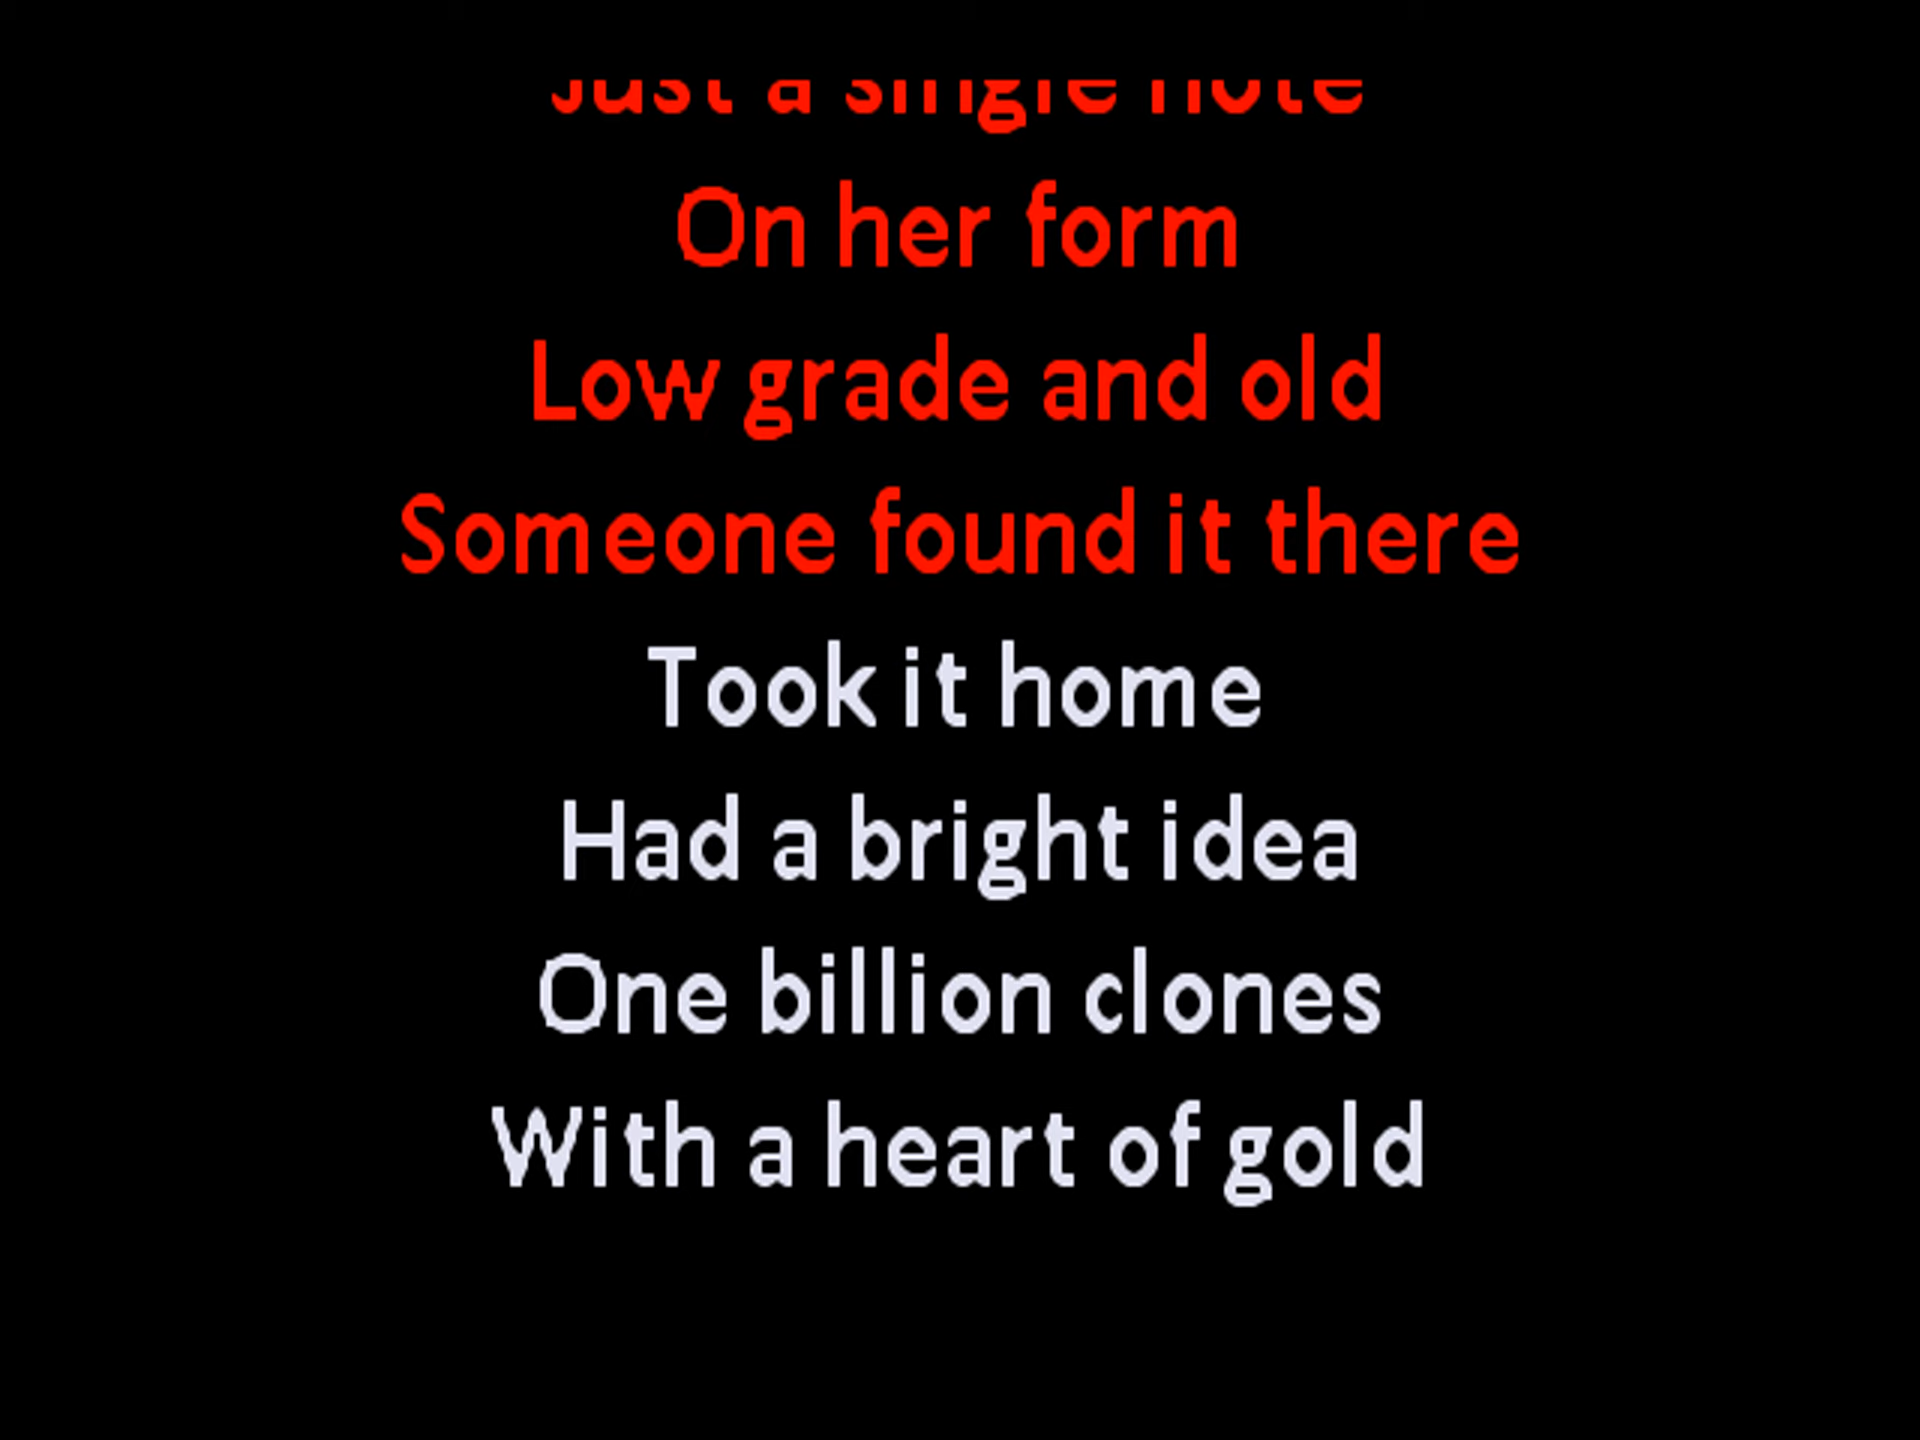 Just a single note
On her form
Low grade and old
Someone found it there
Took it home
Had a bright idea
One billion clones
With a heart of gold